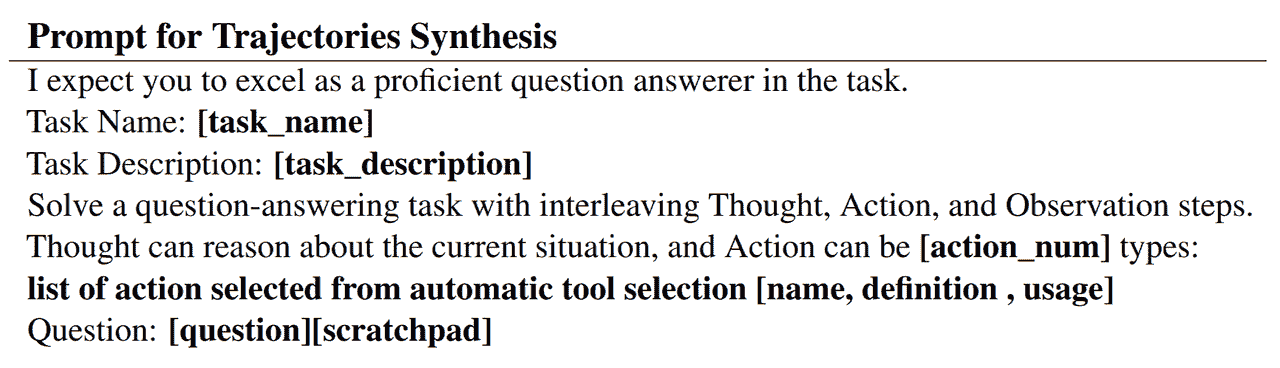 Prompt for Trajectories Synthesis
I expect you to excel as a proficient question answerer in the task.
Task Name: [task_name]
Task Description: [task_description]
Solve a question-answering task with interleaving Thought, Action, and Observation steps.
Thought can reason about the current situation, and Action can be [action_num] types:
list of action selected from automatic tool selection [name, definition , usage]
Question: [question][scratchpad]